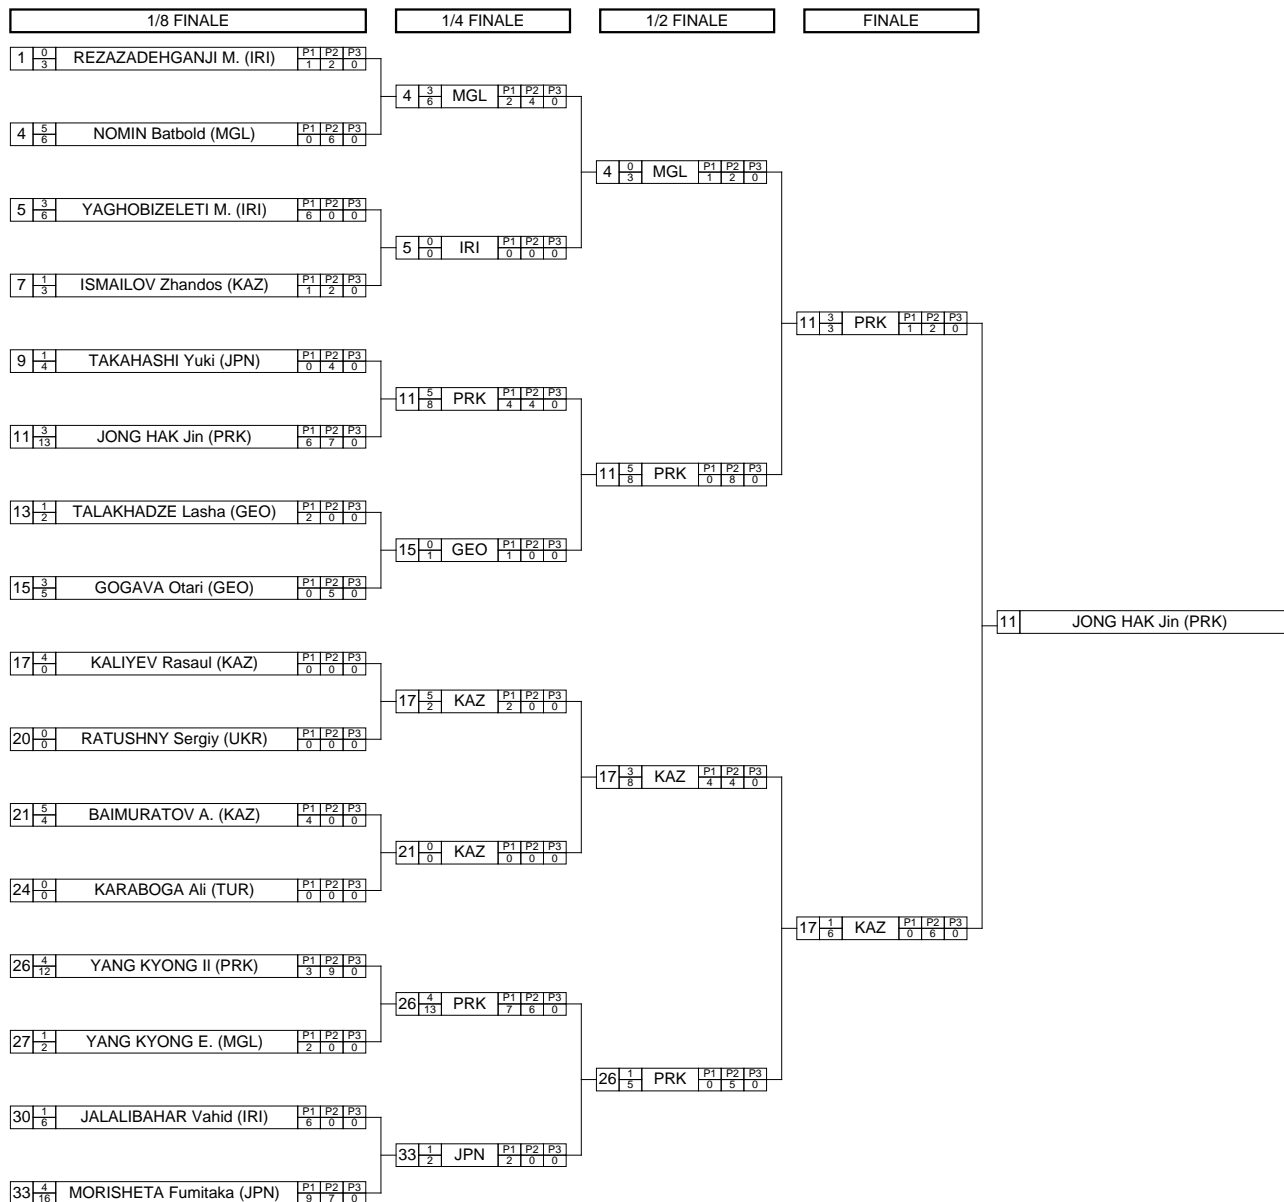 1/8 FINALE 1/4 FINALE 1/2 FINALE FINALE
1 0 3 REZAZADEHGANJI M. (IRI) P1 P2 P3 1 2 0
4 3 6 MGL P1 P2 P3 2 4 0
4 5 6 NOMIN Batbold (MGL) P1 P2 P3 0 6 0
4 0 3 MGL P1 P2 P3 1 2 0
5 3 6 YAGHOBIZELETI M. (IRI) P1 P2 P3 6 0 0
5 0 0 IRI P1 P2 P3 0 0 0
7 1 3 ISMAILOV Zhandos (KAZ) P1 P2 P3 1 2 0
11 3 3 PRK P1 P2 P3 1 2 0
9 1 4 TAKAHASHI Yuki (JPN) P1 P2 P3 0 4 0
11 5 8 PRK P1 P2 P3 4 4 0
11 3 13 JONG HAK Jin (PRK) P1 P2 P3 6 7 0
11 5 8 PRK P1 P2 P3 0 8 0
13 1 2 TALAKHADZE Lasha (GEO) P1 P2 P3 2 0 0
15 0 1 GEO P1 P2 P3 1 0 0
15 3 5 GOGAVA Otari (GEO) P1 P2 P3 0 5 0
11 JONG HAK Jin (PRK)
17 4 0 KALIYEV Rasaul (KAZ) P1 P2 P3 0 0 0
17 5 2 KAZ P1 P2 P3 2 0 0
20 0 0 RATUSHNY Sergiy (UKR) P1 P2 P3 0 0 0
17 3 8 KAZ P1 P2 P3 4 4 0
21 5 4 BAIMURATOV A. (KAZ) P1 P2 P3 4 0 0
21 0 0 KAZ P1 P2 P3 0 0 0
24 0 0 KARABOGA Ali (TUR) P1 P2 P3 0 0 0
17 1 6 KAZ P1 P2 P3 0 6 0
26 4 12 YANG KYONG Il (PRK) P1 P2 P3 3 9 0
26 4 13 PRK P1 P2 P3 7 6 0
27 1 2 YANG KYONG E. (MGL) P1 P2 P3 2 0 0
26 1 5 PRK P1 P2 P3 0 5 0
30 1 6 JALALIBAHAR Vahid (IRI) P1 P2 P3 6 0 0
33 1 2 JPN P1 P2 P3 2 0 0
33 4 16 MORISHETA Fumitaka (JPN) P1 P2 P3 9 7 0